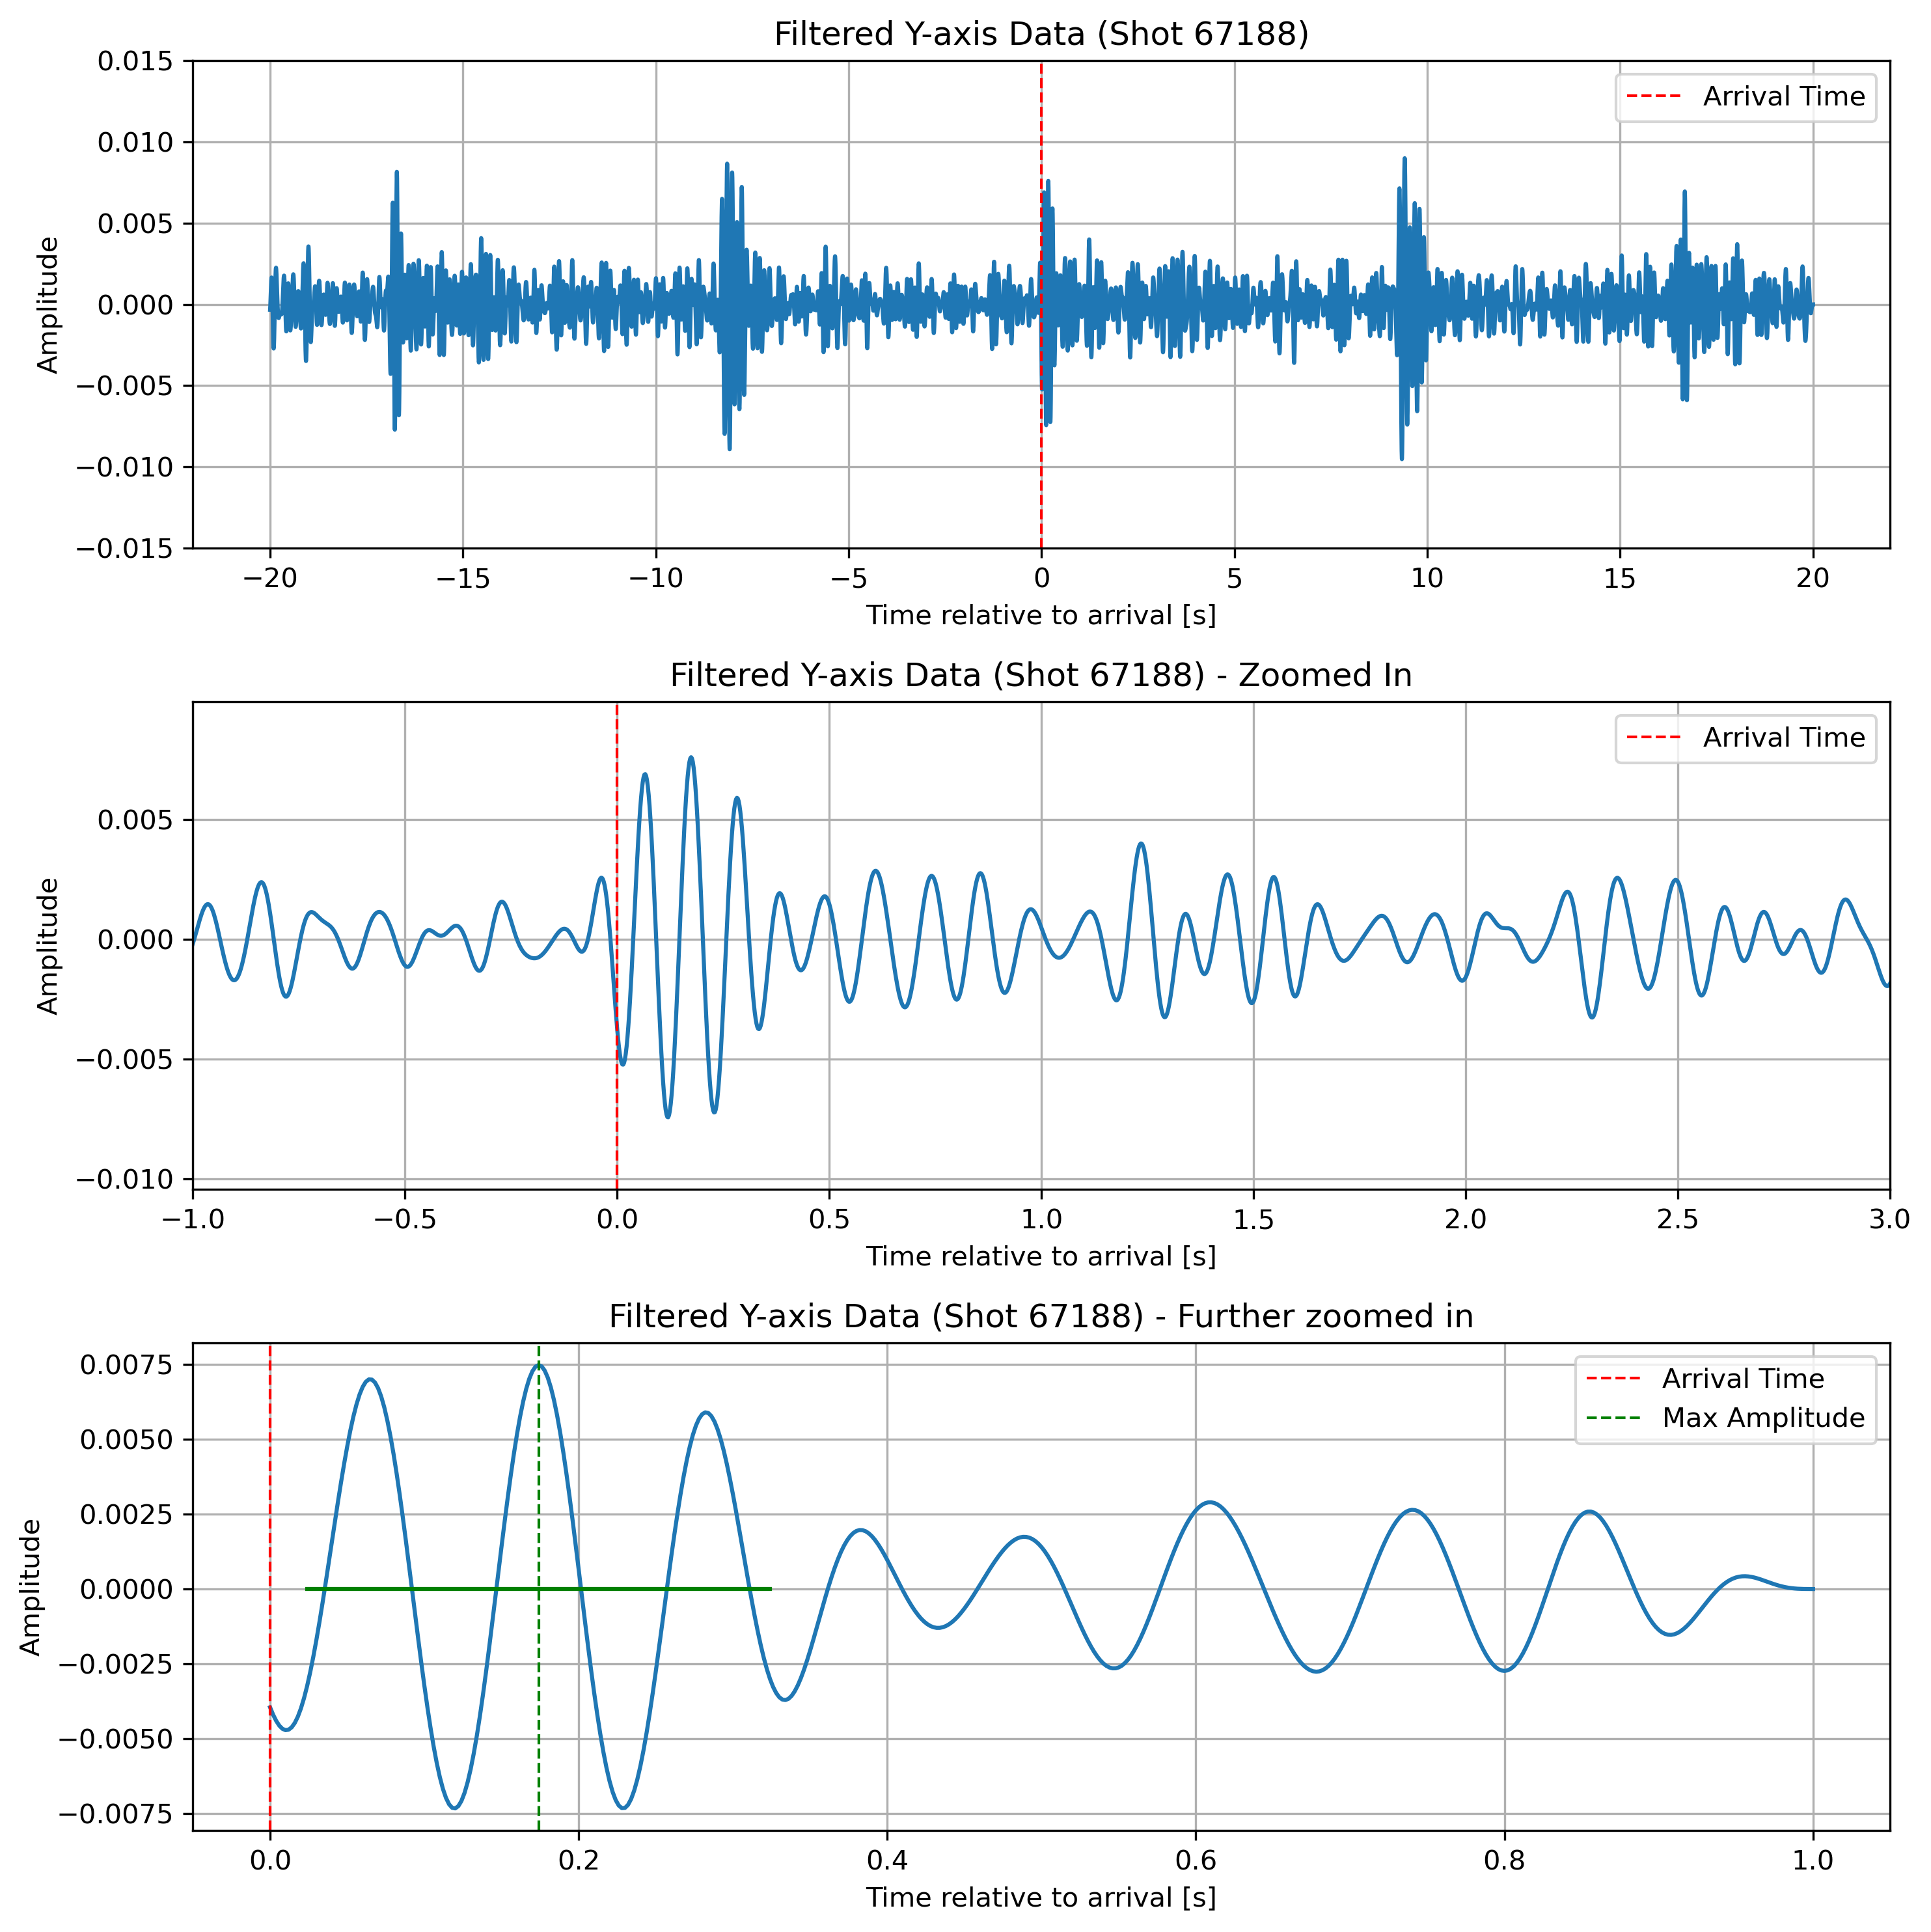 Filtered Y-axis Data (Shot 67188)
0.015
0.010
0.005
0.000
−0.005
−0.010
−0.015
Amplitude
Arrival Time
−20 −15 −10 −5 0 5 10 15 20
Time relative to arrival [s]
Filtered Y-axis Data (Shot 67188) - Zoomed In
0.005
0.000
−0.005
−0.010
Amplitude
Arrival Time
−1.0 −0.5 0.0 0.5 1.0 1.5 2.0 2.5 3.0
Time relative to arrival [s]
Filtered Y-axis Data (Shot 67188) - Further zoomed in
0.0075
0.0050
0.0025
0.0000
−0.0025
−0.0050
−0.0075
Amplitude
Arrival Time
Max Amplitude
0.0 0.2 0.4 0.6 0.8 1.0
Time relative to arrival [s]